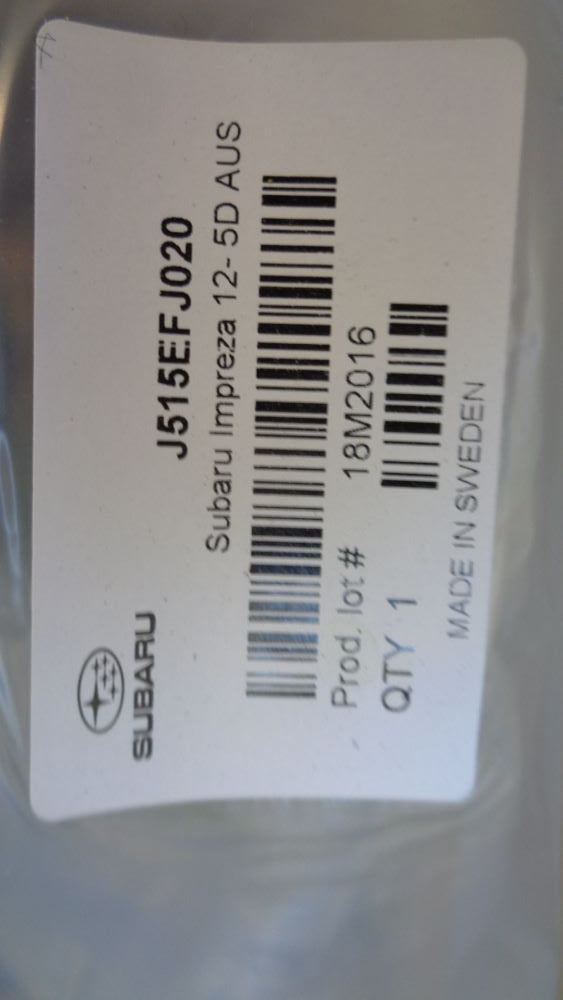 SUBARU
J515EFJ020
Subaru Impreza 12- 5D AUS
Prod. lot # 18M2016
QTY 1
MADE IN SWEDEN